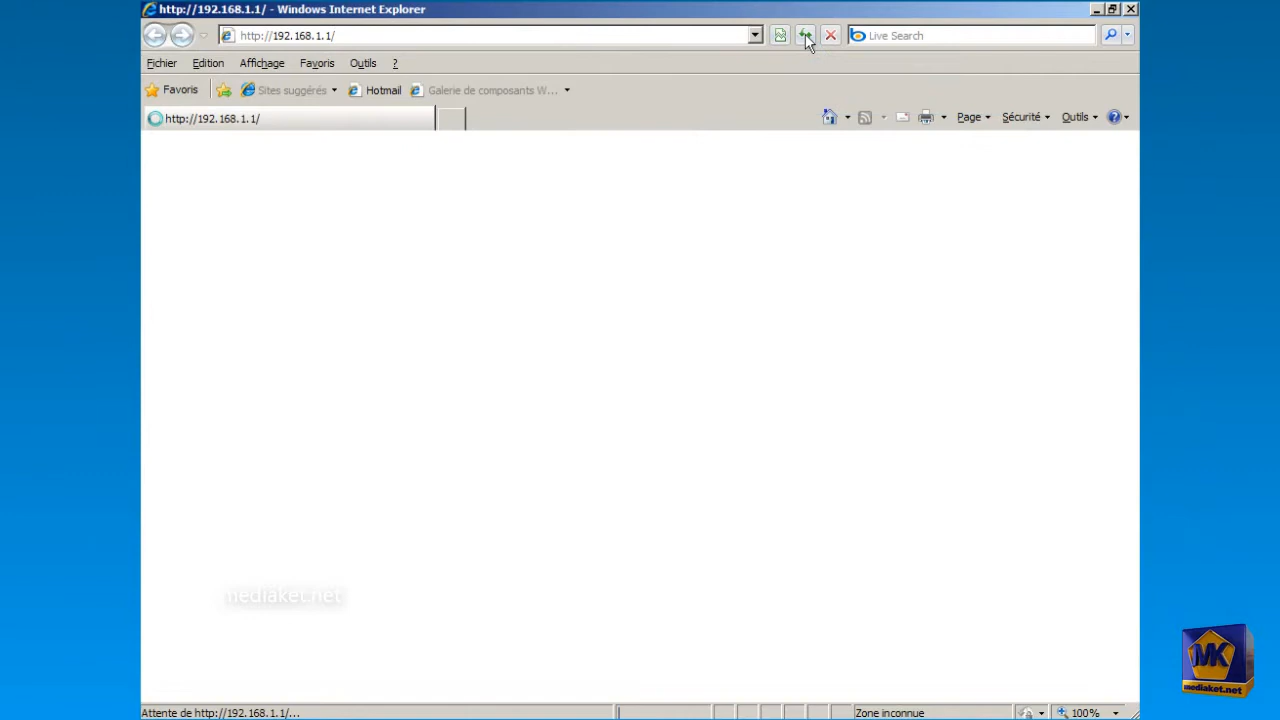 http://192.168.1.1/ - Windows Internet Explorer
http://192.168.1.1/
Live Search
Fichier Edition Affichage Favoris Outils ?
Favoris Sites suggérés Hotmail Galerie de composants W...
http://192.168.1.1/
Page Sécurité Outils
mediaket.net
MK
mediaket.net
Attente de http://192.168.1.1/... Zone inconnue 100%